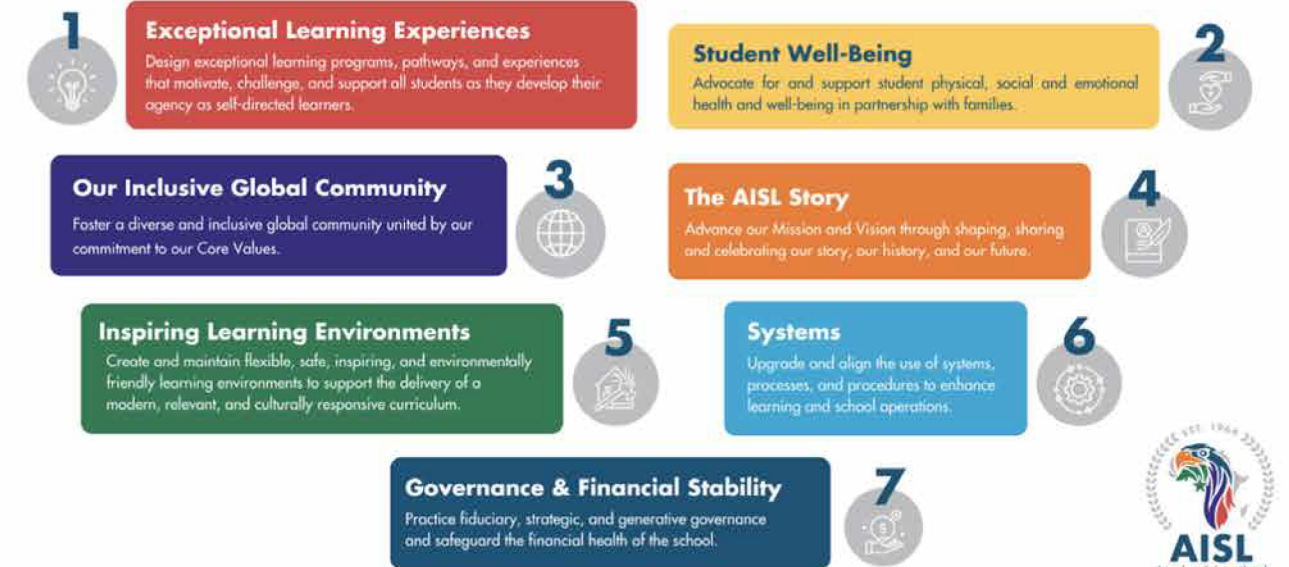 1
Exceptional Learning Experiences
Design exceptional learning programs, pathways, and experiences
that motivate, challenge, and support all students as they develop their
agency as self-directed learners.
Student Well-Being
Advocate for and support student physical, social and emotional
health and well-being in partnership with families.
2
Our Inclusive Global Community
Foster a diverse and inclusive global community united by our
commitment to our Core Values.
3
The AISL Story
Advance our Mission and Vision through shaping, sharing
and celebrating our story, our history, and our future.
4
Inspiring Learning Environments
Create and maintain flexible, safe, inspiring, and environmentally
friendly learning environments to support the delivery of a
modern, relevant, and culturally responsive curriculum.
5
Systems
Upgrade and align the use of systems,
processes, and procedures to enhance
learning and school operations.
6
Governance & Financial Stability
Practice fiduciary, strategic, and generative governance
and safeguard the financial health of the school.
7
EST. 1964
AISL